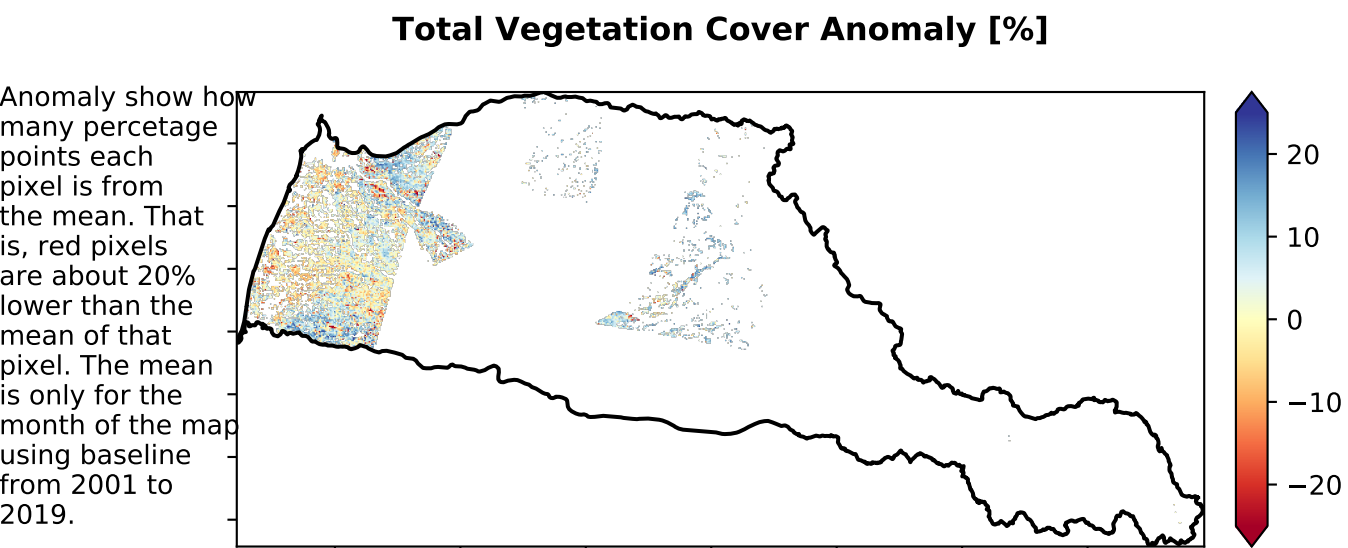 Total Vegetation Cover Anomaly [%]
Anomaly show how
many percetage
points each
pixel is from
the mean. That
is, red pixels
are about 20%
lower than the
mean of that
pixel. The mean
is only for the
month of the map
using baseline
from 2001 to
2019.
20
10
0
−10
−20